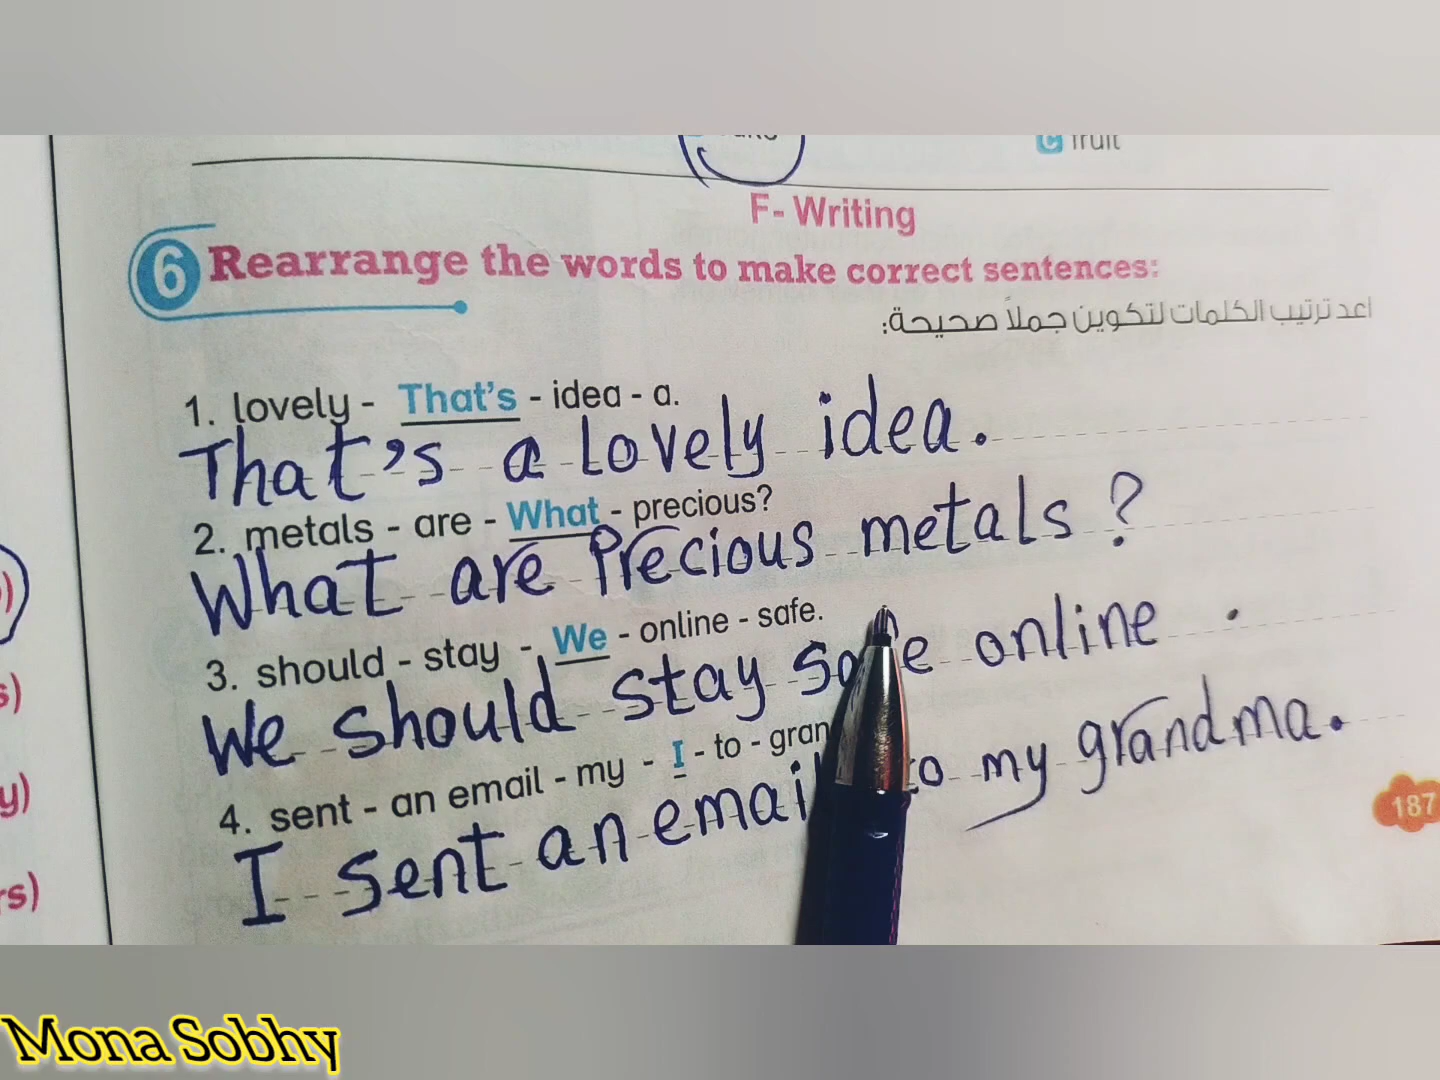 C fruit
F- Writing
6 Rearrange the words to make correct sentences:
أعد ترتيب الكلمات لتكوين جملاً صحيحة:
1. lovely - That's - idea - a.
That's a lovely idea.
2. metals - are - What - precious?
What are Precious metals?
3. should - stay - We - online - safe.
We should stay safe online.
4. sent - an email - my - I - to - gran
I sent an email to my grandma.
187
s)
y)
rs)
Mona Sobhy